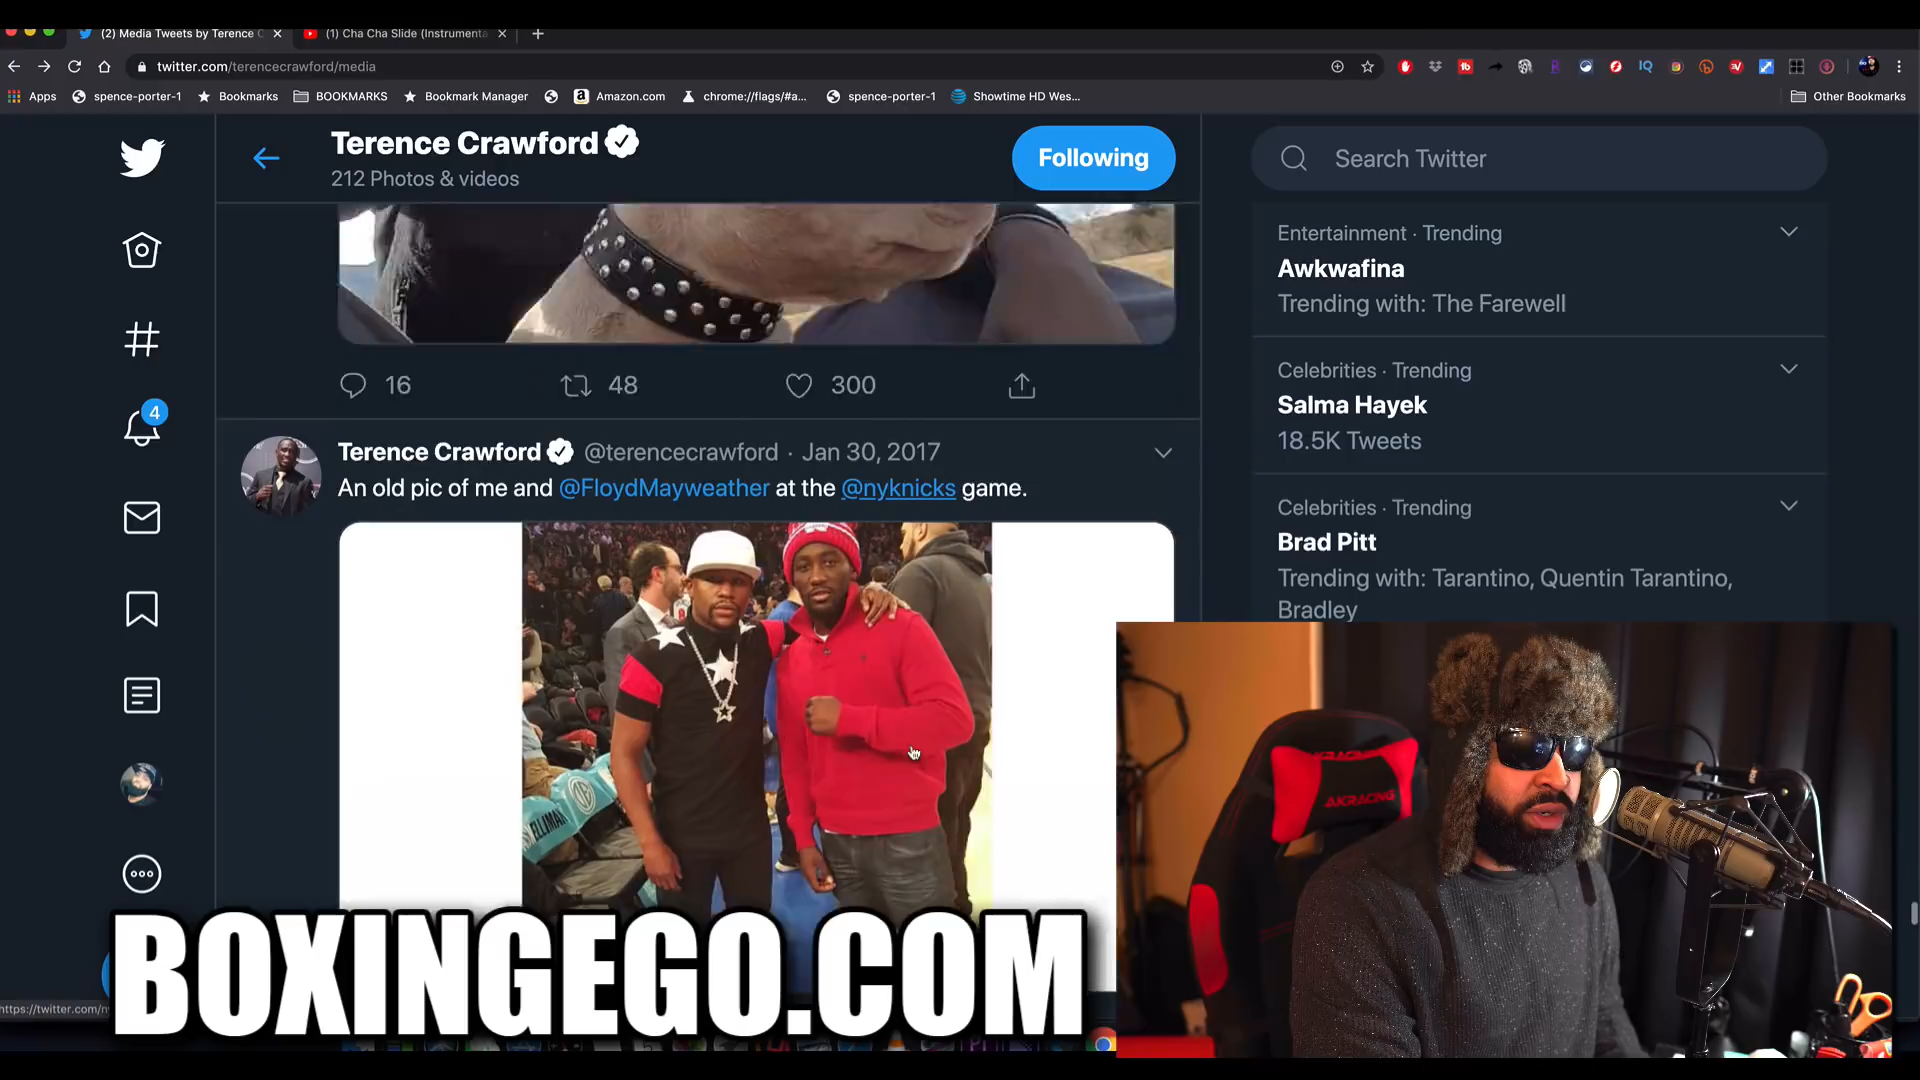 (2) Media Tweets by Terence C
(1) Cha Cha Slide (Instrumenta
twitter.com/terencecrawford/media
Apps
spence-porter-1
Bookmarks
BOOKMARKS
Bookmark Manager
Amazon.com
chrome://flags/#a...
spence-porter-1
Showtime HD Wes...
Other Bookmarks
Terence Crawford
212 Photos & videos
Following
Search Twitter
Entertainment · Trending
Awkwafina
Trending with: The Farewell
Celebrities · Trending
Salma Hayek
18.5K Tweets
Celebrities · Trending
Brad Pitt
Trending with: Tarantino, Quentin Tarantino,
Bradley
16
48
300
4
Terence Crawford @terencecrawford · Jan 30, 2017
An old pic of me and @FloydMayweather at the @nyknicks game.
ELLIMAN
AKRACING
BOXINGEGO.COM
https://twitter.com/n